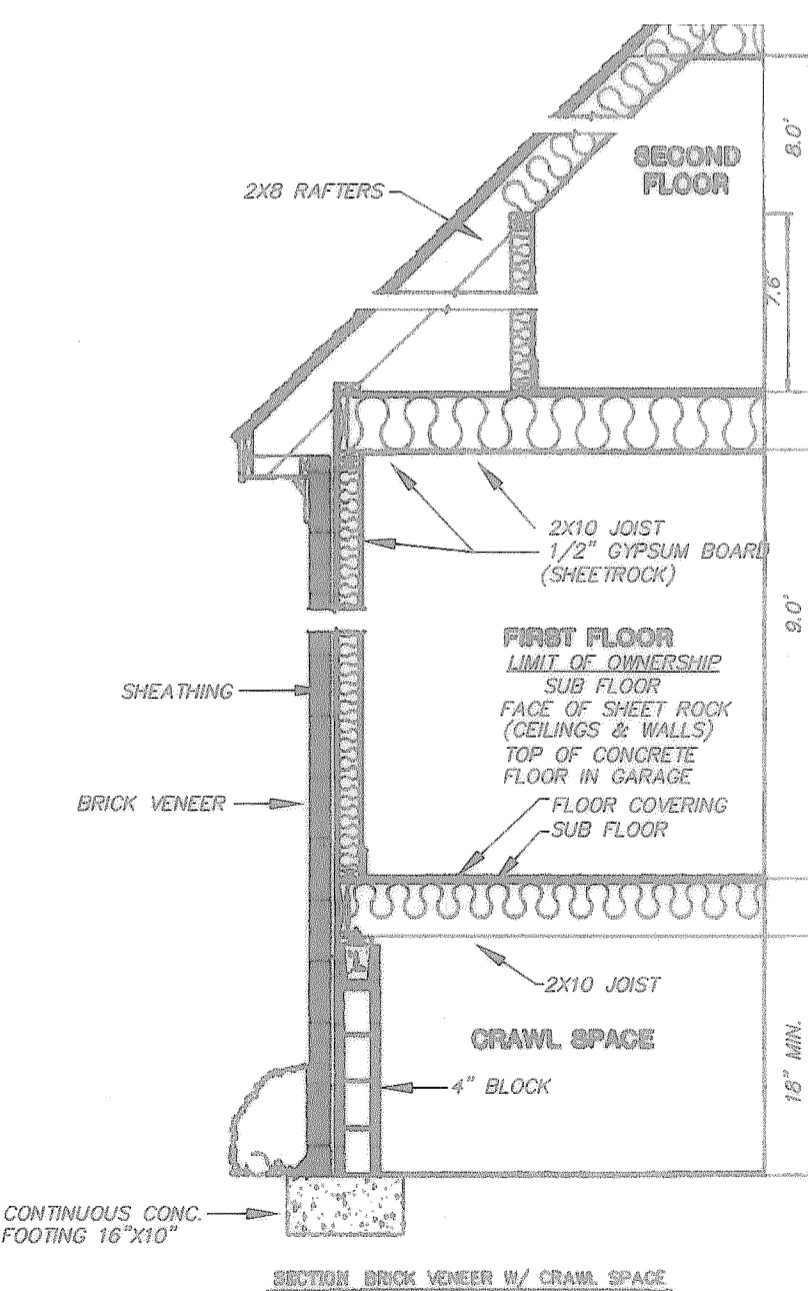 SECOND
FLOOR
8.0'
2X8 RAFTERS
7.6'
2X10 JOIST
1/2" GYPSUM BOARD
(SHEETROCK)
9.0'
FIRST FLOOR
LIMIT OF OWNERSHIP
SUB FLOOR
FACE OF SHEET ROCK
(CEILINGS & WALLS)
TOP OF CONCRETE
FLOOR IN GARAGE
SHEATHING
BRICK VENEER
FLOOR COVERING
SUB FLOOR
2X10 JOIST
CRAWL SPACE
18" MIN.
4" BLOCK
CONTINUOUS CONC.
FOOTING 16"X10"
SECTION BRICK VENEER W/ CRAWL SPACE